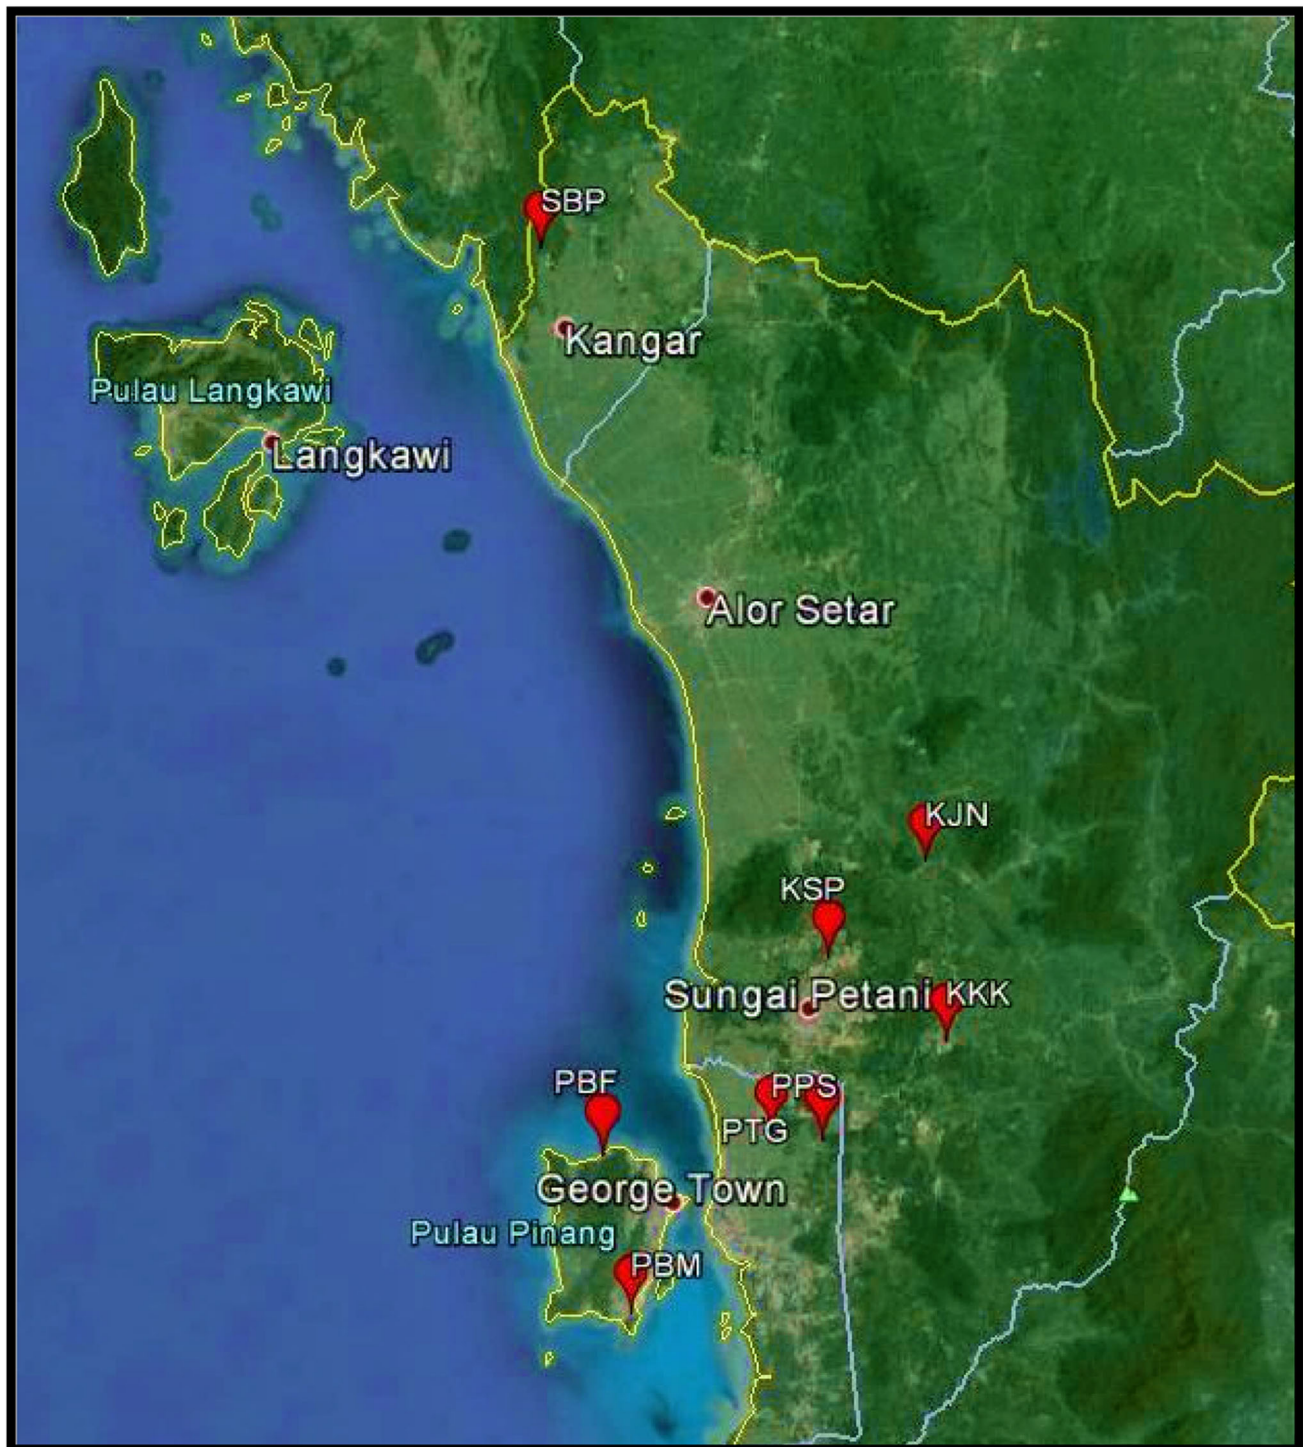 SBP
Kangar
Pulau Langkawi
Langkawi
Alor Setar
KJN
KSP
Sungai Petani
KKK
PBF
PPS
PTG
George Town
Pulau Pinang
PBM